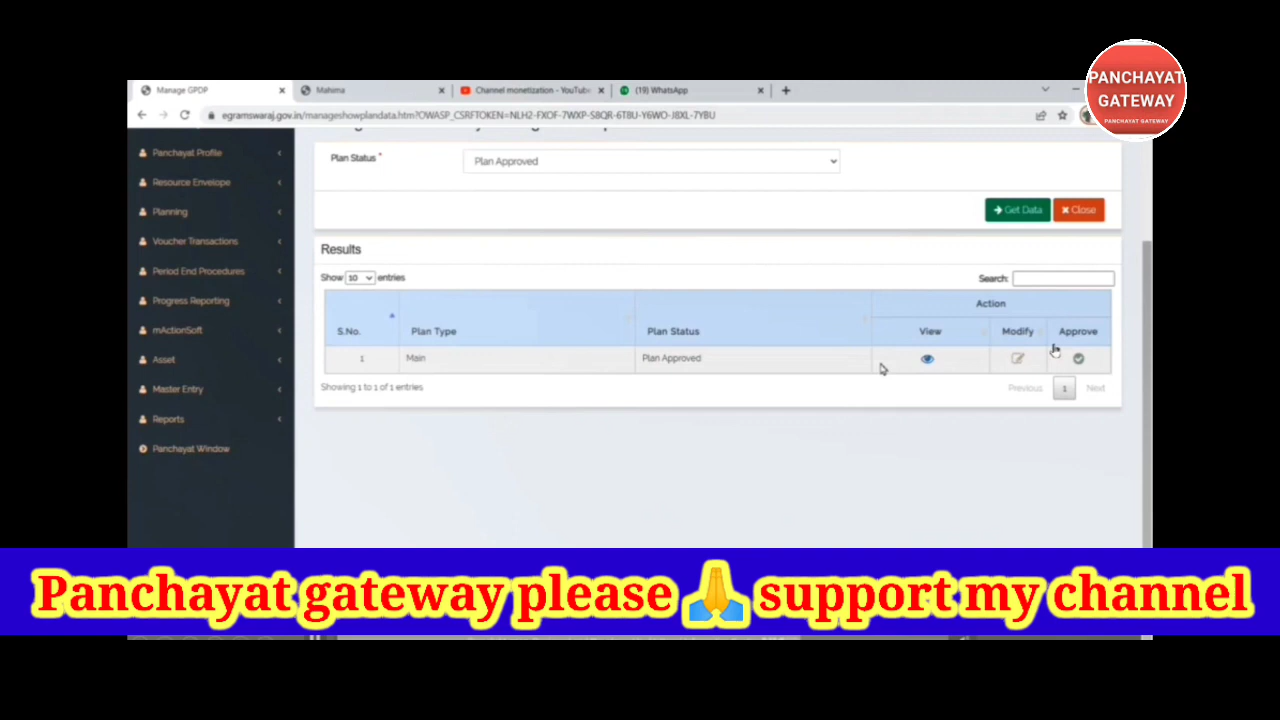 Manage GPDP
Mahima
Channel monetization - YouTube
(19) WhatsApp
PANCHAYAT
GATEWAY
PANCHAYAT GATEWAY
egramswaraj.gov.in/manageshowplandata.htm?OWASP_CSRFTOKEN=NLH2-FXOF-7WXP-S8QR-6T8U-Y6WO-J8XL-7YBU
Panchayat Profile
Resource Envelope
Planning
Voucher Transactions
Period End Procedures
Progress Reporting
mActionSoft
Asset
Master Entry
Reports
Panchayat Window
Plan Status * Plan Approved
Get Data Close
Results
Show 10 entries Search:
Action
S.No. Plan Type Plan Status View Modify Approve
1 Main Plan Approved
Showing 1 to 1 of 1 entries Previous 1 Next
Panchayat gateway please 🙏 support my channel